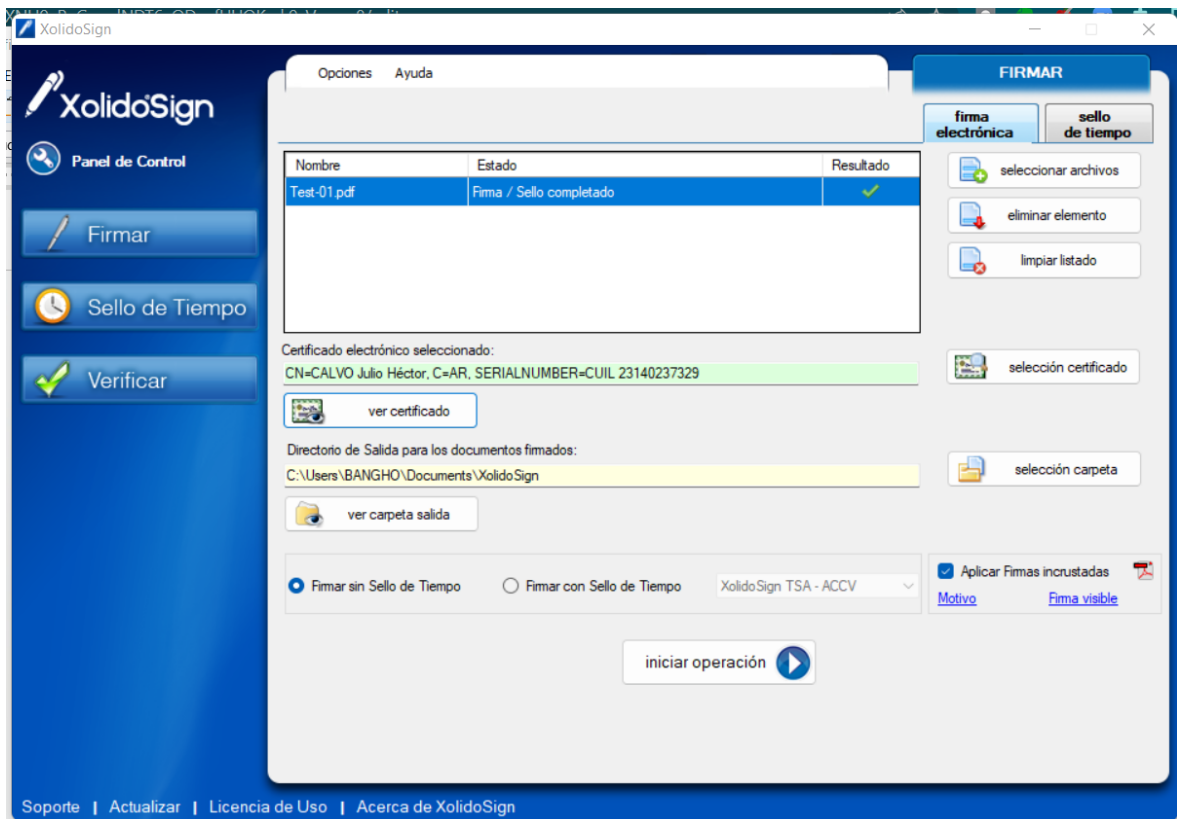 XolidoSign
XolidoSign
Panel de Control
Firmar
Sello de Tiempo
Verificar
Opciones Ayuda
FIRMAR
firma electrónica
sello de tiempo
Nombre Estado Resultado
Test-01.pdf Firma / Sello completado
seleccionar archivos
eliminar elemento
limpiar listado
Certificado electrónico seleccionado:
CN=CALVO Julio Héctor, C=AR, SERIALNUMBER=CUIL 23140237329
selección certificado
ver certificado
Directorio de Salida para los documentos firmados:
C:\Users\BANGHO\Documents\XolidoSign
selección carpeta
ver carpeta salida
Firmar sin Sello de Tiempo Firmar con Sello de Tiempo XolidoSign TSA - ACCV
Aplicar Firmas incrustadas
Motivo Firma visible
iniciar operación
Soporte | Actualizar | Licencia de Uso | Acerca de XolidoSign